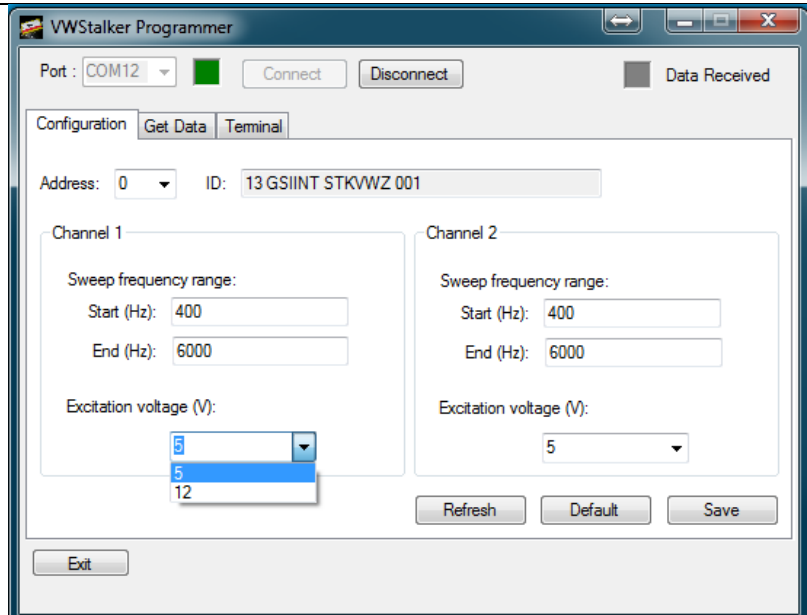 VWStalker Programmer
Port : COM12 Connect Disconnect Data Received
Configuration Get Data Terminal
Address: 0 ID: 13 GSIINT STKVWZ 001
Channel 1 Channel 2
Sweep frequency range: Sweep frequency range:
Start (Hz): 400 Start (Hz): 400
End (Hz): 6000 End (Hz): 6000
Excitation voltage (V): Excitation voltage (V):
5 5
5
12
Refresh Default Save
Exit